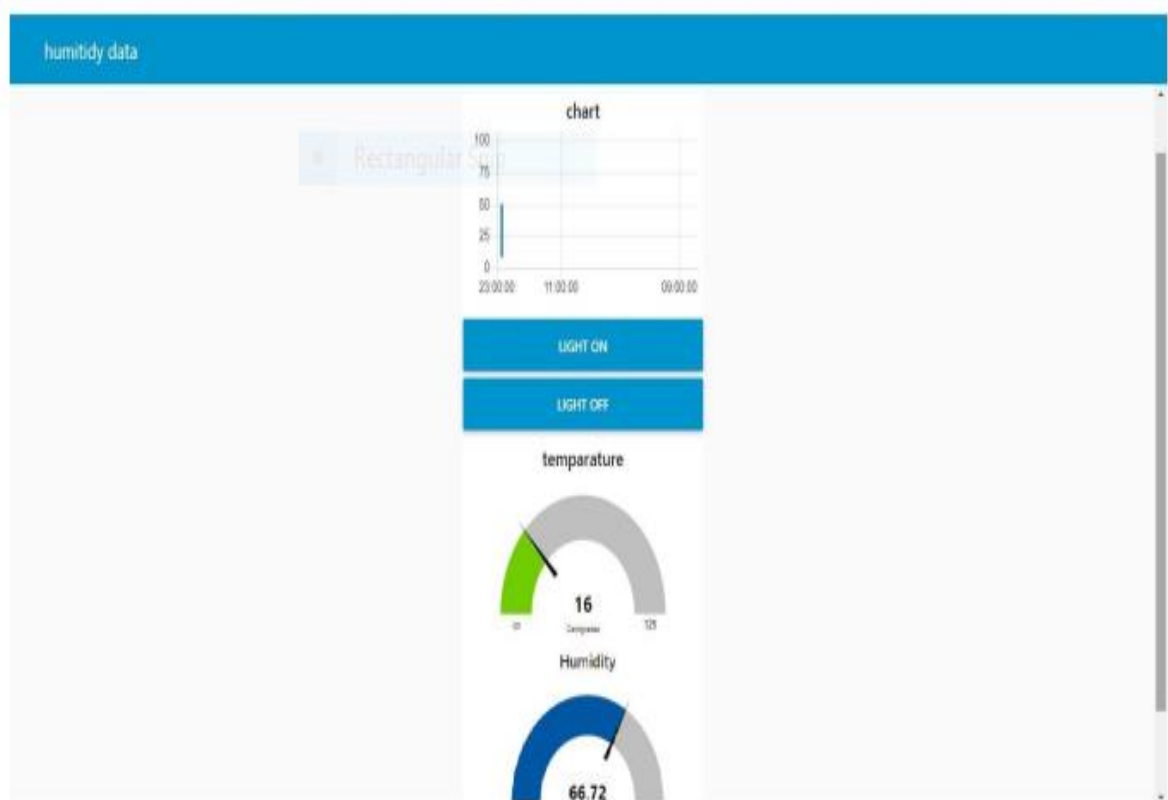 humitidy data
chart
Rectangular Snip
100
75
50
25
0
23:00:00 11:00:00 09:00:00
LIGHT ON
LIGHT OFF
temparature
16
125
Humidity
66.72